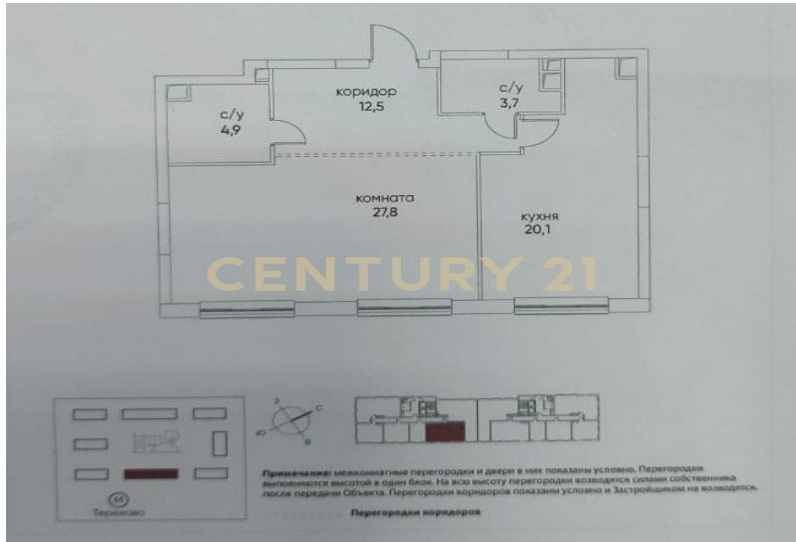 коридор
12,5
с/у
3,7
с/у
4,9
комната
27,8
кухня
20,1
CENTURY 21
С
Ю
В
М
Терехово
Примечание: межкомнатные перегородки и двери в них показаны условно. Перегородки
выполняются высотой в один блок. На всю высоту перегородки возводятся силами собственника
после передачи Объекта. Перегородки коридоров показаны условно и Застройщиком не возводятся.
Перегородки коридоров